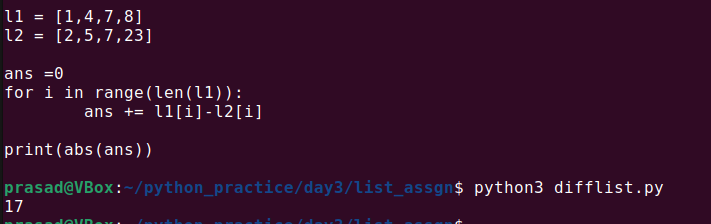 l1 = [1,4,7,8]
l2 = [2,5,7,23]
ans =0
for i in range(len(l1)):
        ans += l1[i]-l2[i]
print(abs(ans))
prasad@VBox:~/python_practice/day3/list_assgn$ python3 difflist.py
17
prasad@VBox:~/python_practice/day3/list_assgn$